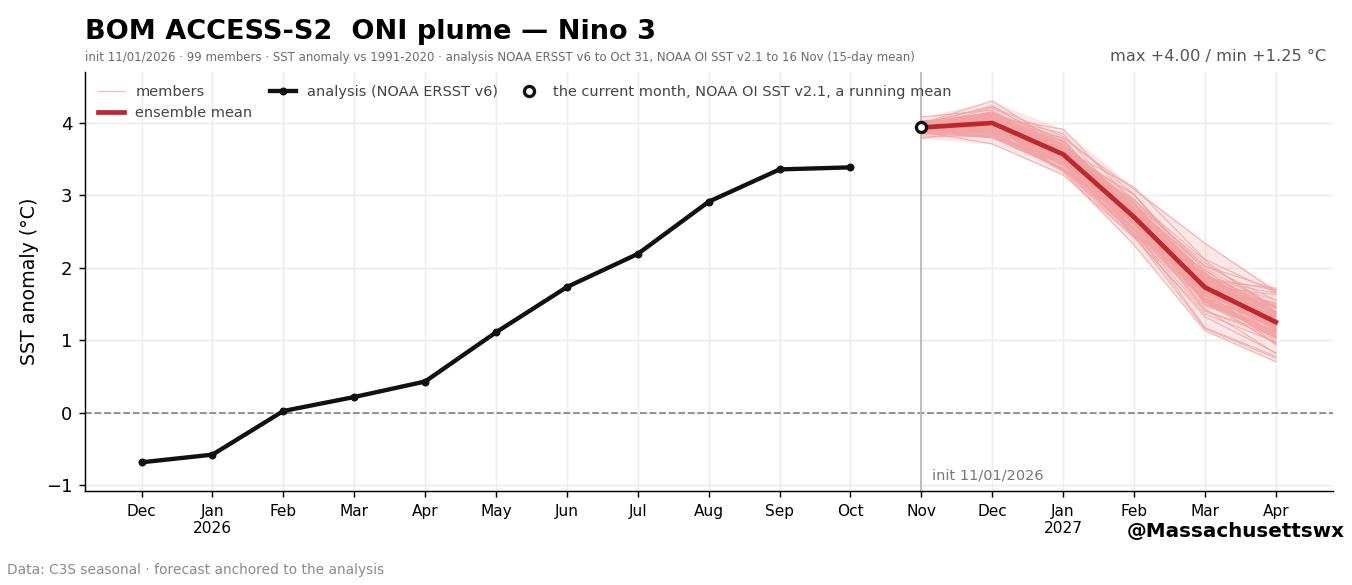 BOM ACCESS-S2  ONI plume — Nino 3
init 11/01/2026 · 99 members · SST anomaly vs 1991-2020 · analysis NOAA ERSST v6 to Oct 31, NOAA OI SST v2.1 to 16 Nov (15-day mean)
max +4.00 / min +1.25 °C
members
ensemble mean
analysis (NOAA ERSST v6)
the current month, NOAA OI SST v2.1, a running mean
SST anomaly (°C)
4
3
2
1
0
−1
init 11/01/2026
Dec Jan Feb Mar Apr May Jun Jul Aug Sep Oct Nov Dec Jan Feb Mar Apr
2026 2027
@Massachusettswx
Data: C3S seasonal · forecast anchored to the analysis